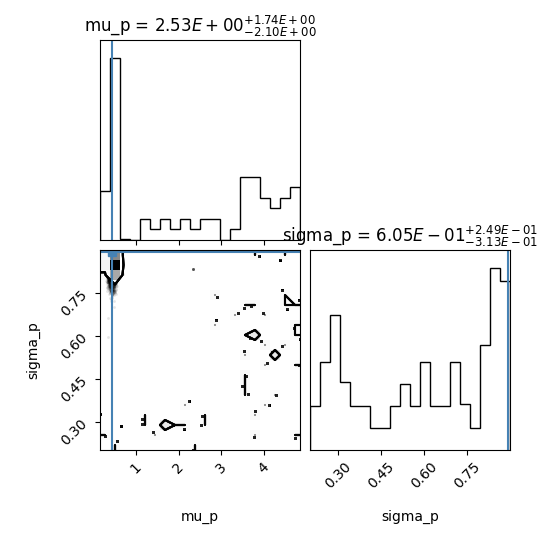 mu_p = 2.53E+00+1.74E+00
−2.10E+00
sigma_p = 6.05E−01+2.49E−01
−3.13E−01
sigma_p
0.75
0.60
0.45
0.30
1
2
3
4
mu_p
0.30
0.45
0.60
0.75
sigma_p